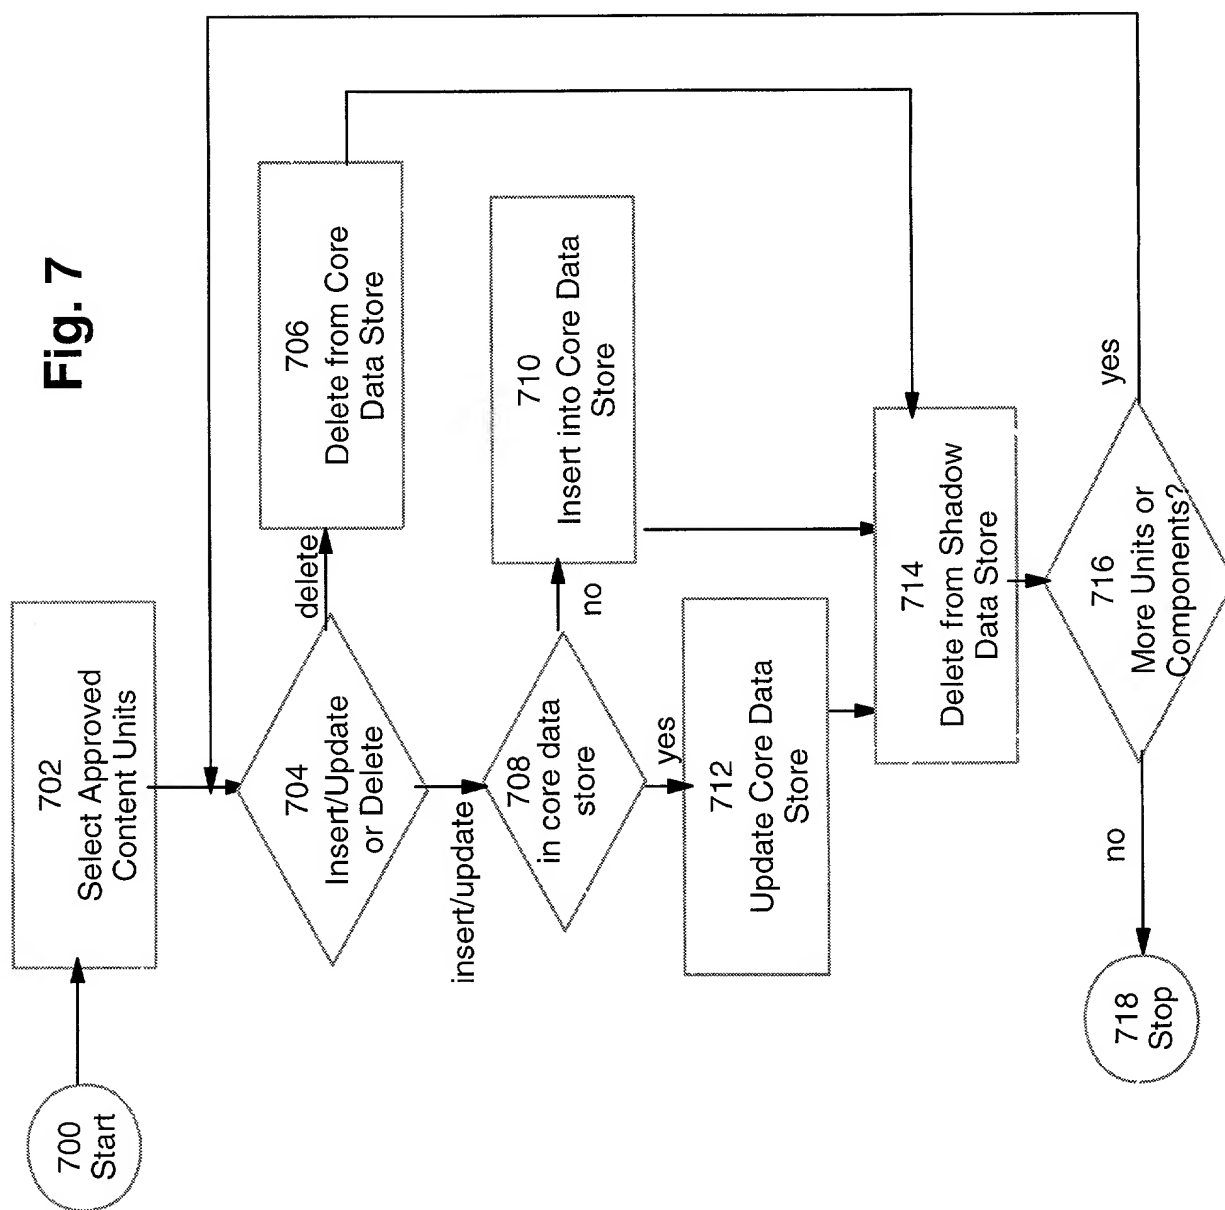 Fig. 7
700
Start
702
Select Approved
Content Units
704
Insert/Update
or Delete
delete
706
Delete from Core
Data Store
insert/update
708
in core data
store
no
710
Insert into Core Data
Store
yes
712
Update Core Data
Store
714
Delete from Shadow
Data Store
716
More Units or
Components?
yes
no
718
Stop